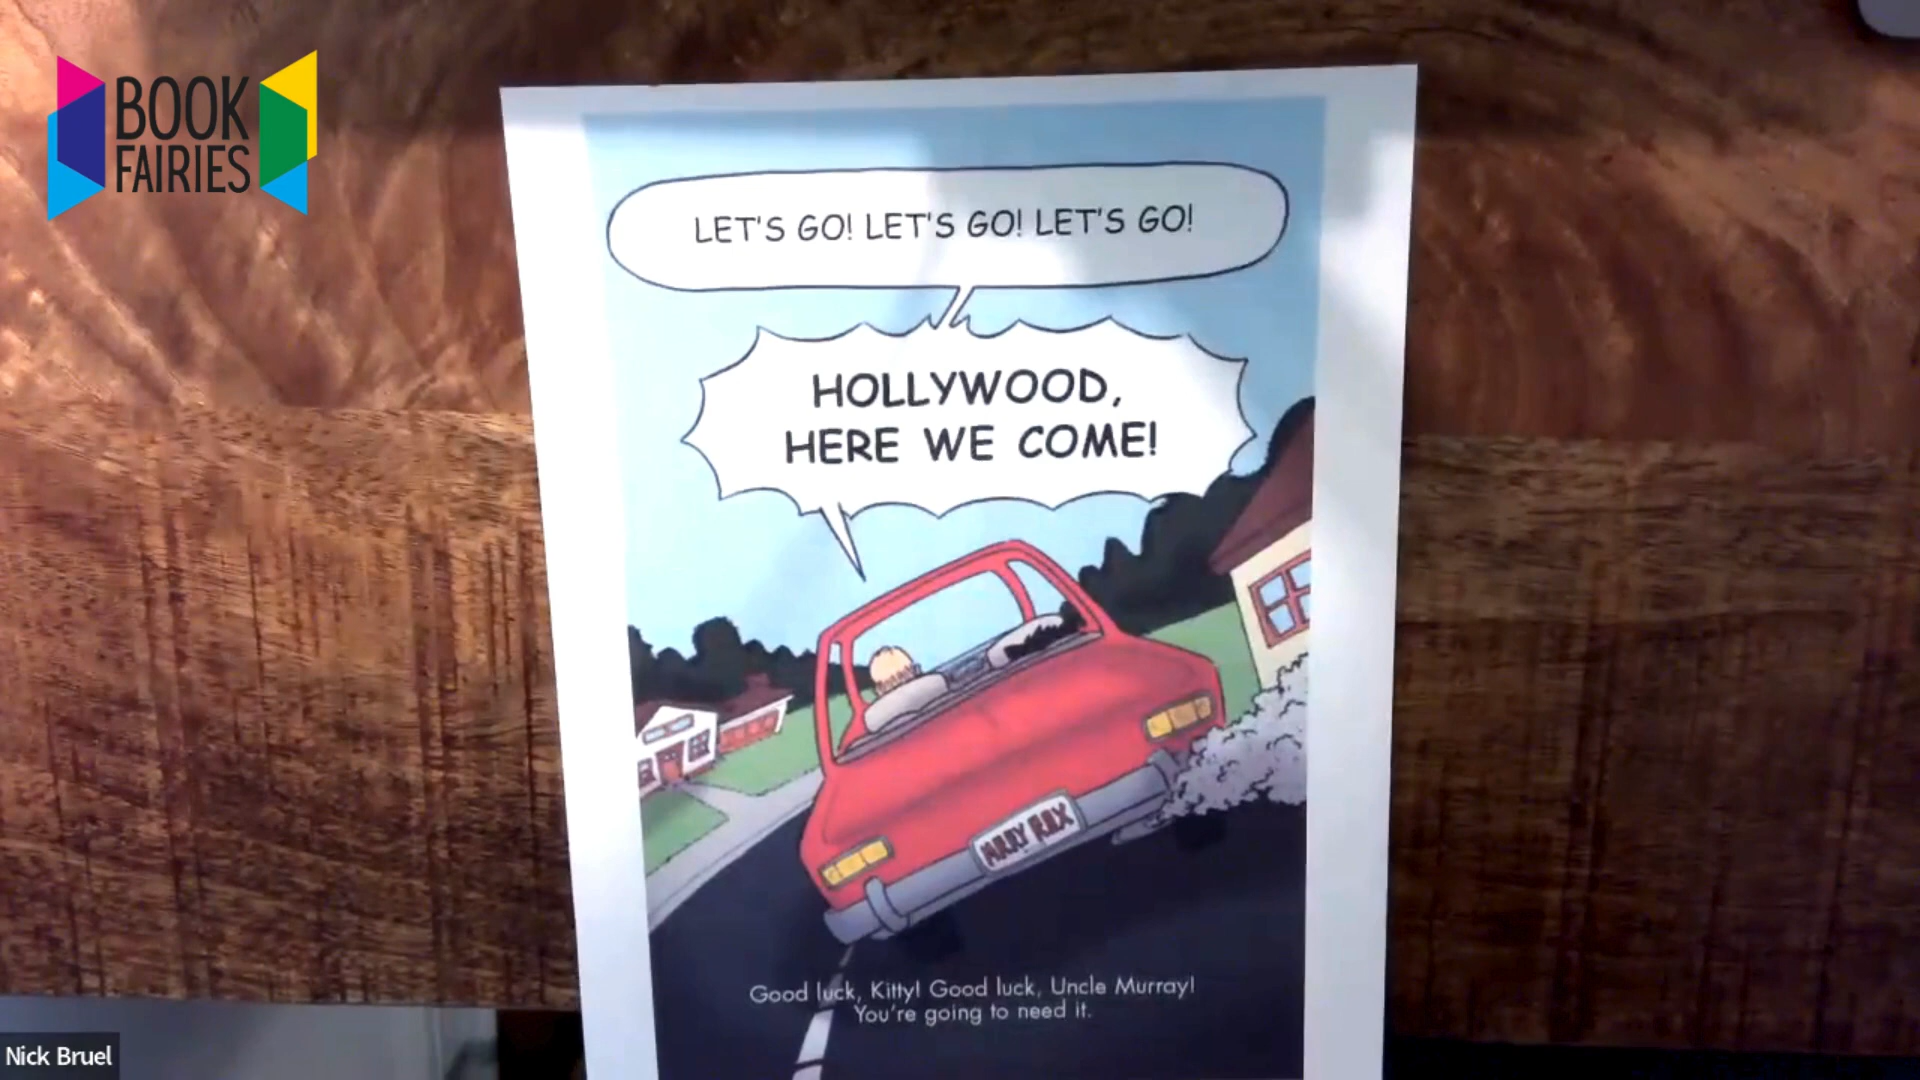 BOOK
FAIRIES
LET'S GO! LET'S GO! LET'S GO!
HOLLYWOOD,
HERE WE COME!
Good luck, Kitty! Good luck, Uncle Murray!
You're going to need it.
Nick Bruel